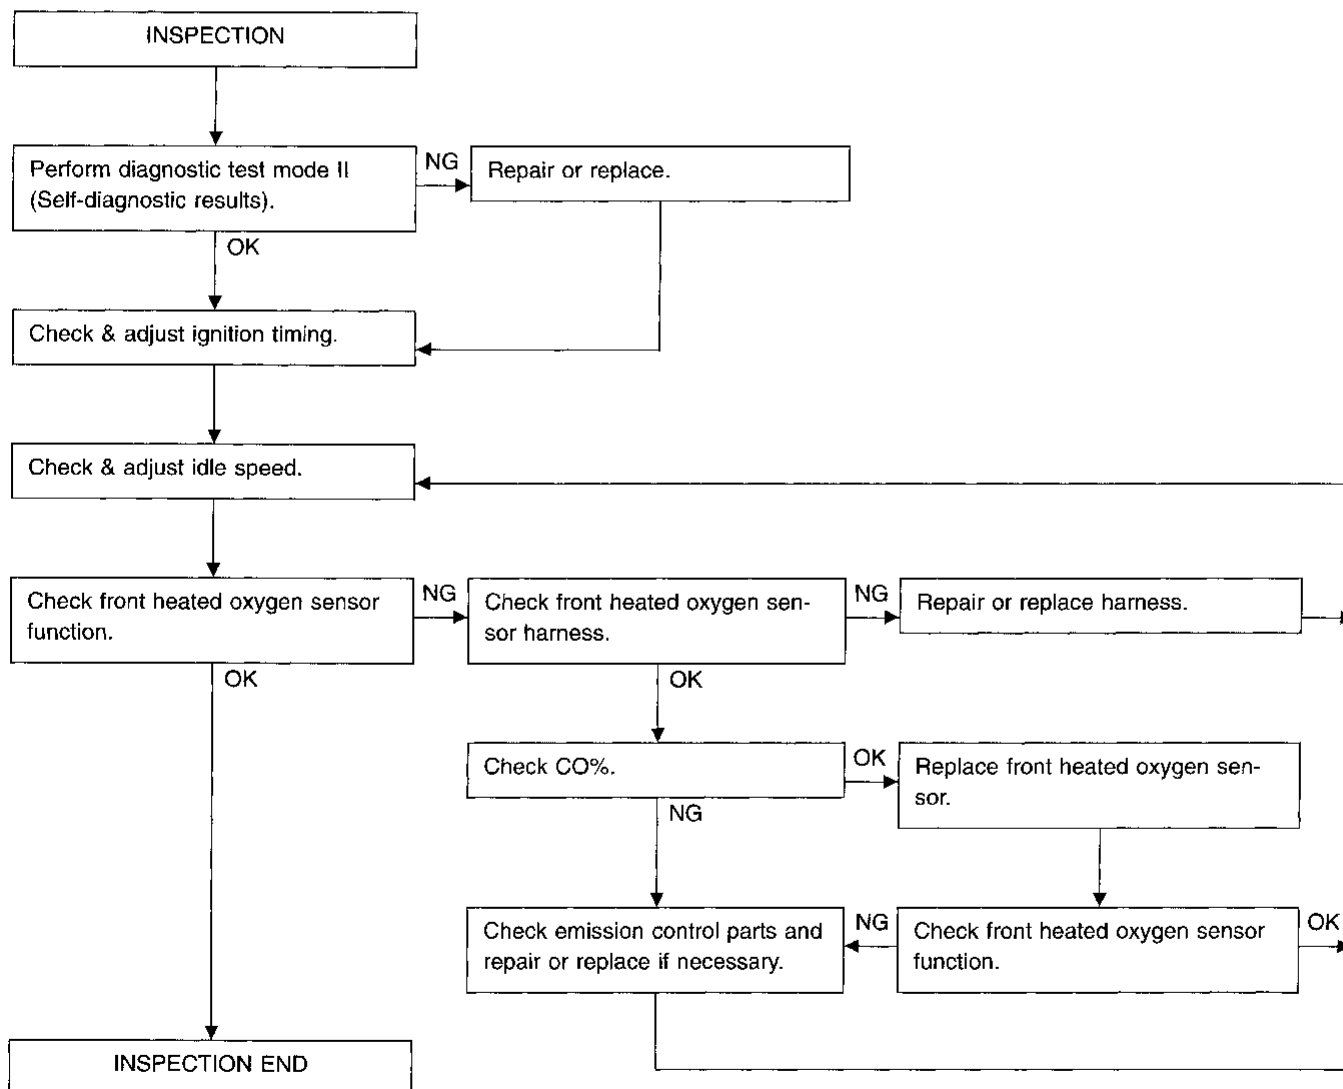 INSPECTION
Perform diagnostic test mode II
(Self-diagnostic results).
NG
Repair or replace.
OK
Check & adjust ignition timing.
Check & adjust idle speed.
Check front heated oxygen sensor
function.
NG
Check front heated oxygen sen-
sor harness.
NG
Repair or replace harness.
OK
OK
Check CO%.
OK
Replace front heated oxygen sen-
sor.
NG
Check emission control parts and
repair or replace if necessary.
NG
Check front heated oxygen sensor
function.
OK
INSPECTION END